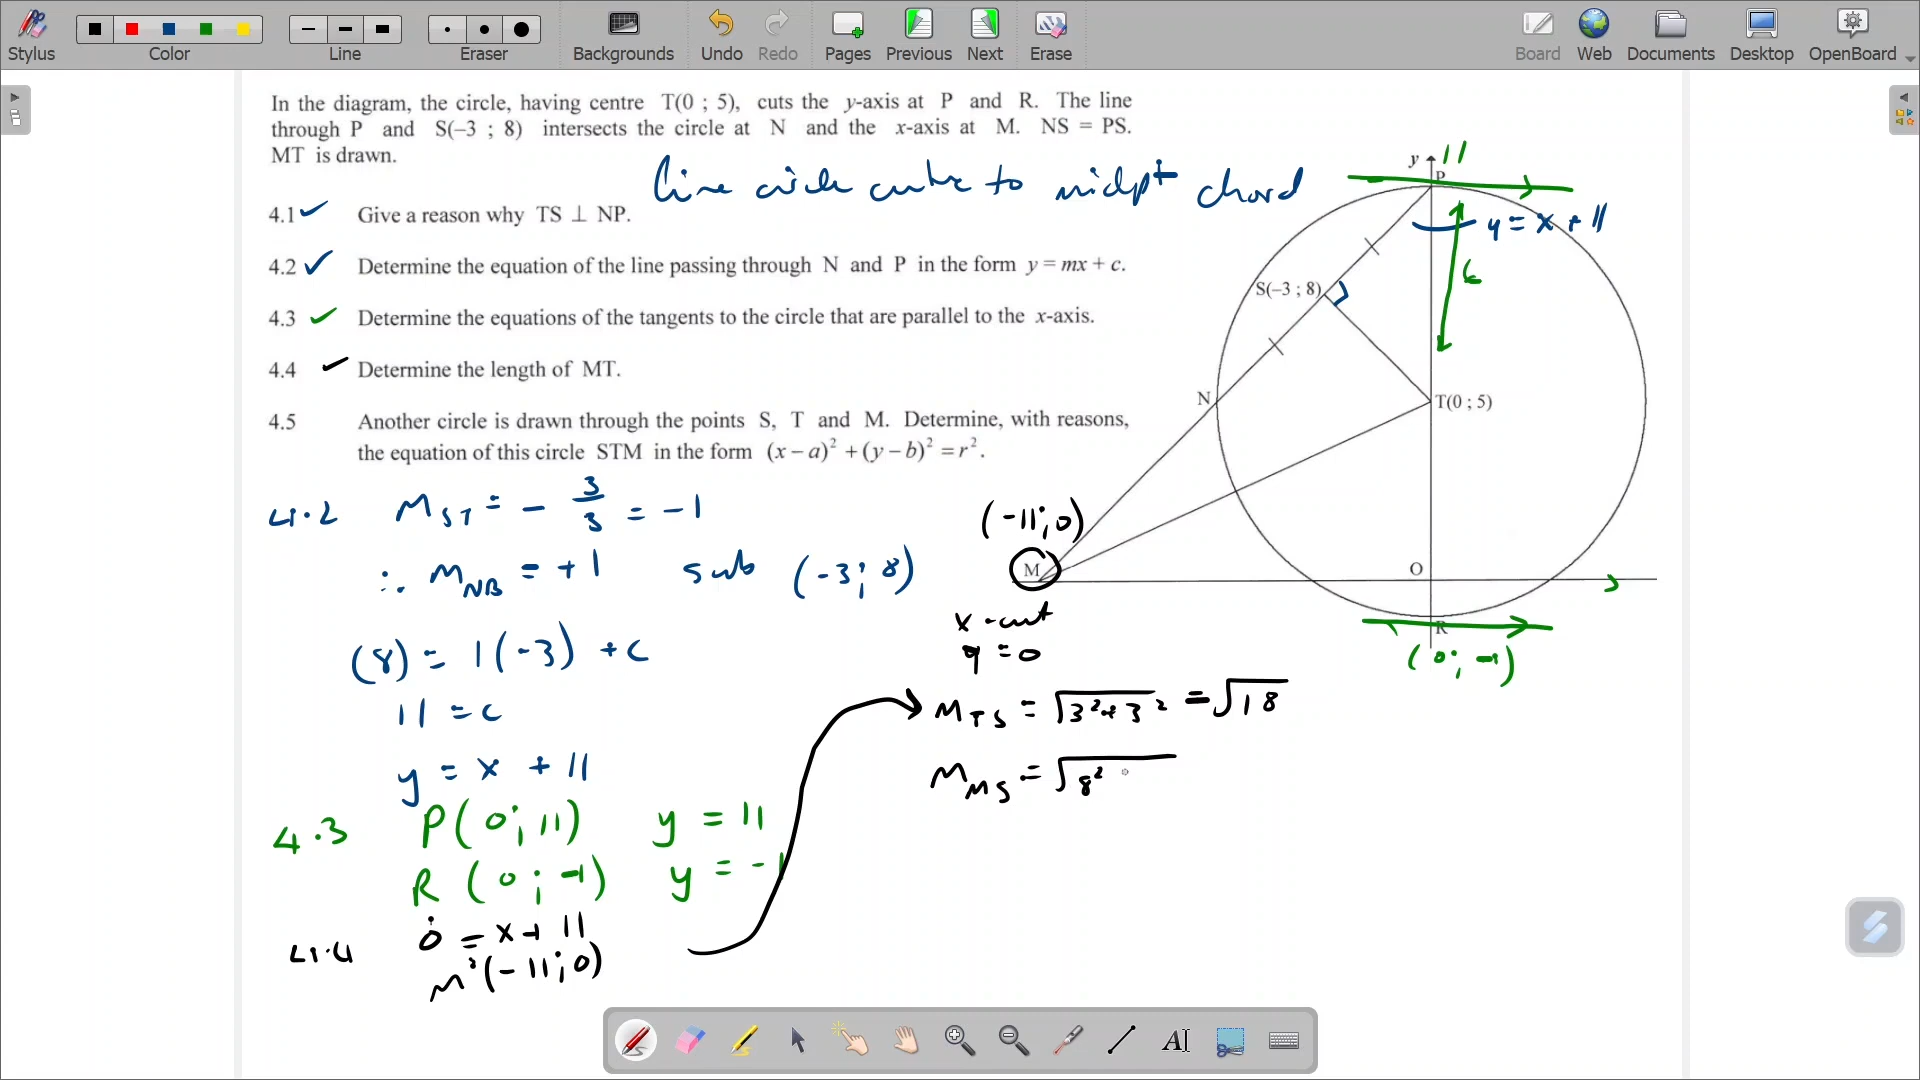 Stylus Color Line Eraser Backgrounds Undo Redo Pages Previous Next Erase Board Web Documents Desktop OpenBoard
In the diagram, the circle, having centre T(0 ; 5), cuts the y-axis at P and R. The line
through P and S(–3 ; 8) intersects the circle at N and the x-axis at M. NS = PS.
MT is drawn.
line circle centre to midpt chord
4.1 Give a reason why TS ⊥ NP.
4.2 Determine the equation of the line passing through N and P in the form y = mx + c.
4.3 Determine the equations of the tangents to the circle that are parallel to the x-axis.
4.4 Determine the length of MT.
4.5 Another circle is drawn through the points S, T and M. Determine, with reasons,
the equation of this circle STM in the form (x – a)² + (y – b)² = r².
y 11
P
y = x + 11
6
S(–3 ; 8)
N
T(0 ; 5)
(-11; 0)
M
O
R
(0; -1)
x-cut
y = 0
4.2 M_ST = - 3/3 = -1
∴ M_NB = +1 sub (-3; 8)
(8) = 1(-3) + c
11 = c
y = x + 11
4.3 P(0; 11) y = 11
R (0; -1) y = -1
4.4 0 = x + 11
M (-11; 0)
M_TS = √3² + 3² = √18
M_MS = √8²
AI